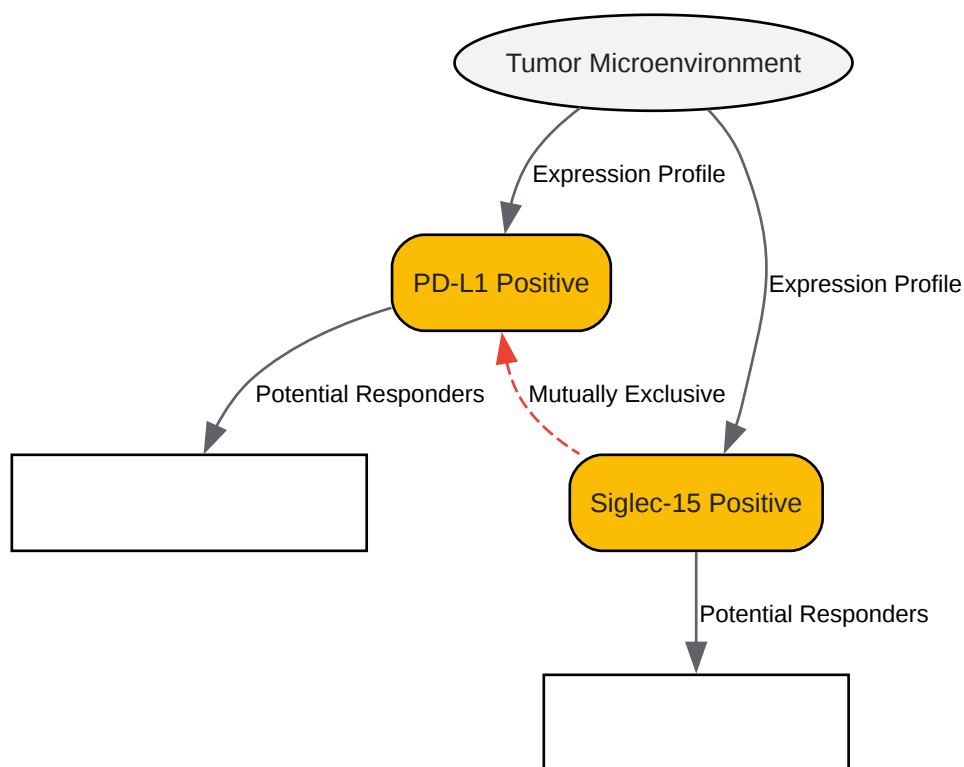 Tumor Microenvironment
Expression Profile
PD-L1 Positive
Expression Profile
Potential Responders
Mutually Exclusive
Siglec-15 Positive
Potential Responders